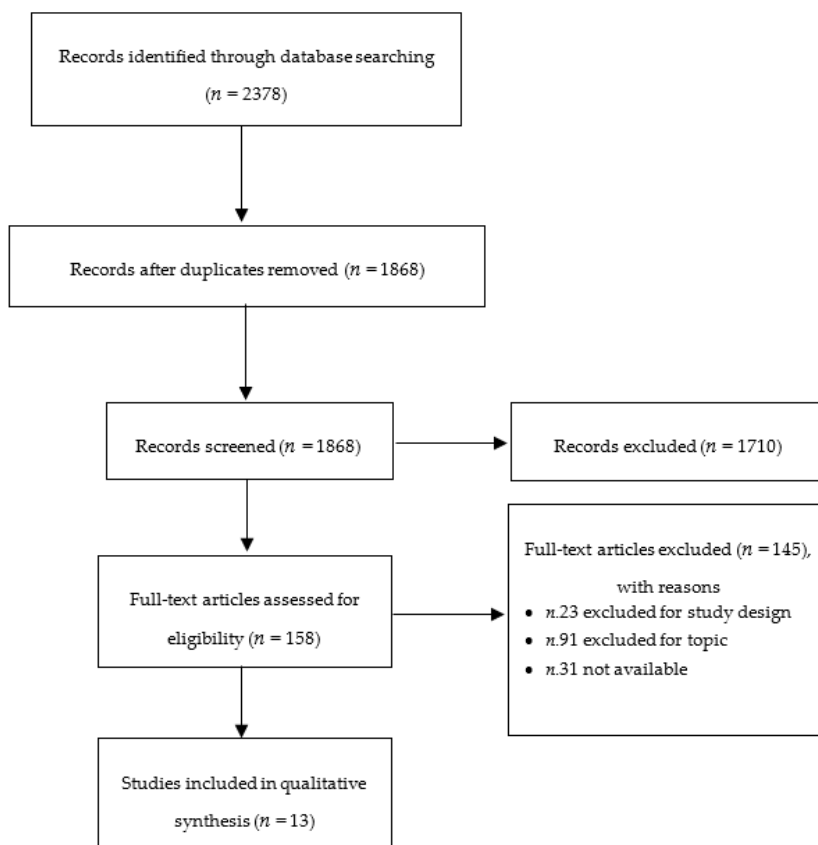 Records identified through database searching
(n = 2378)
Records after duplicates removed (n = 1868)
Records screened (n = 1868)
Records excluded (n = 1710)
Full-text articles assessed for
eligibility (n = 158)
Full-text articles excluded (n = 145),
with reasons
• n.23 excluded for study design
• n.91 excluded for topic
• n.31 not available
Studies included in qualitative
synthesis (n = 13)